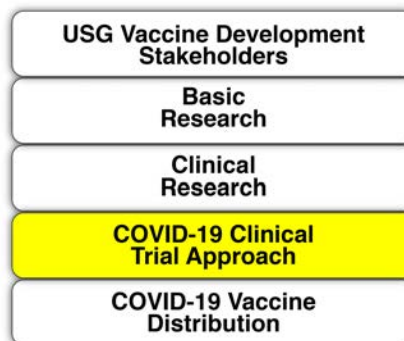 USG Vaccine Development
Stakeholders
Basic
Research
Clinical
Research
COVID-19 Clinical
Trial Approach
COVID-19 Vaccine
Distribution